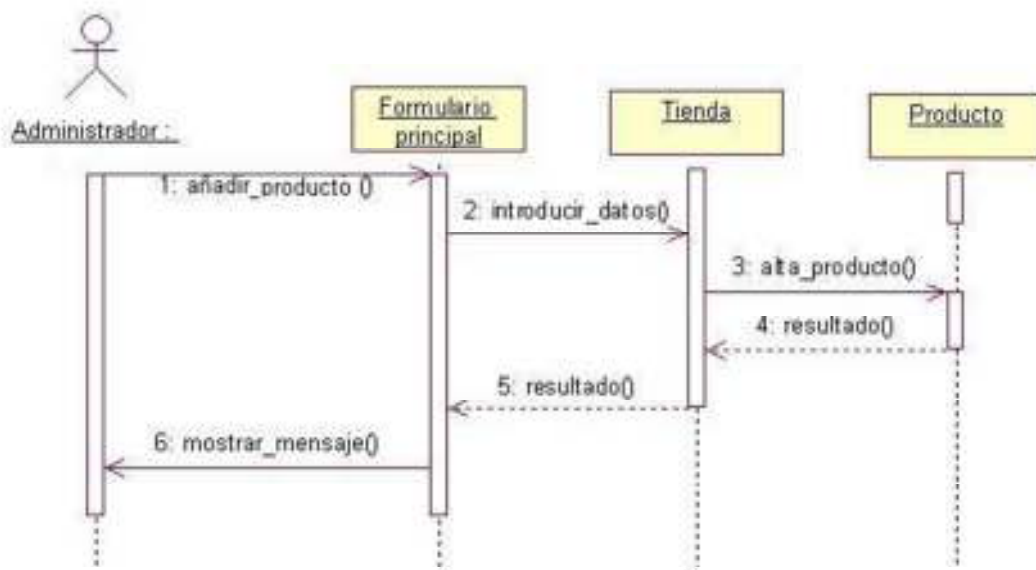 Administrador :
Formulario
principal
Tienda
Producto
1: añadir_producto ()
2: introducir_datos()
3: alta_producto()
4: resultado()
5: resultado()
6: mostrar_mensaje()